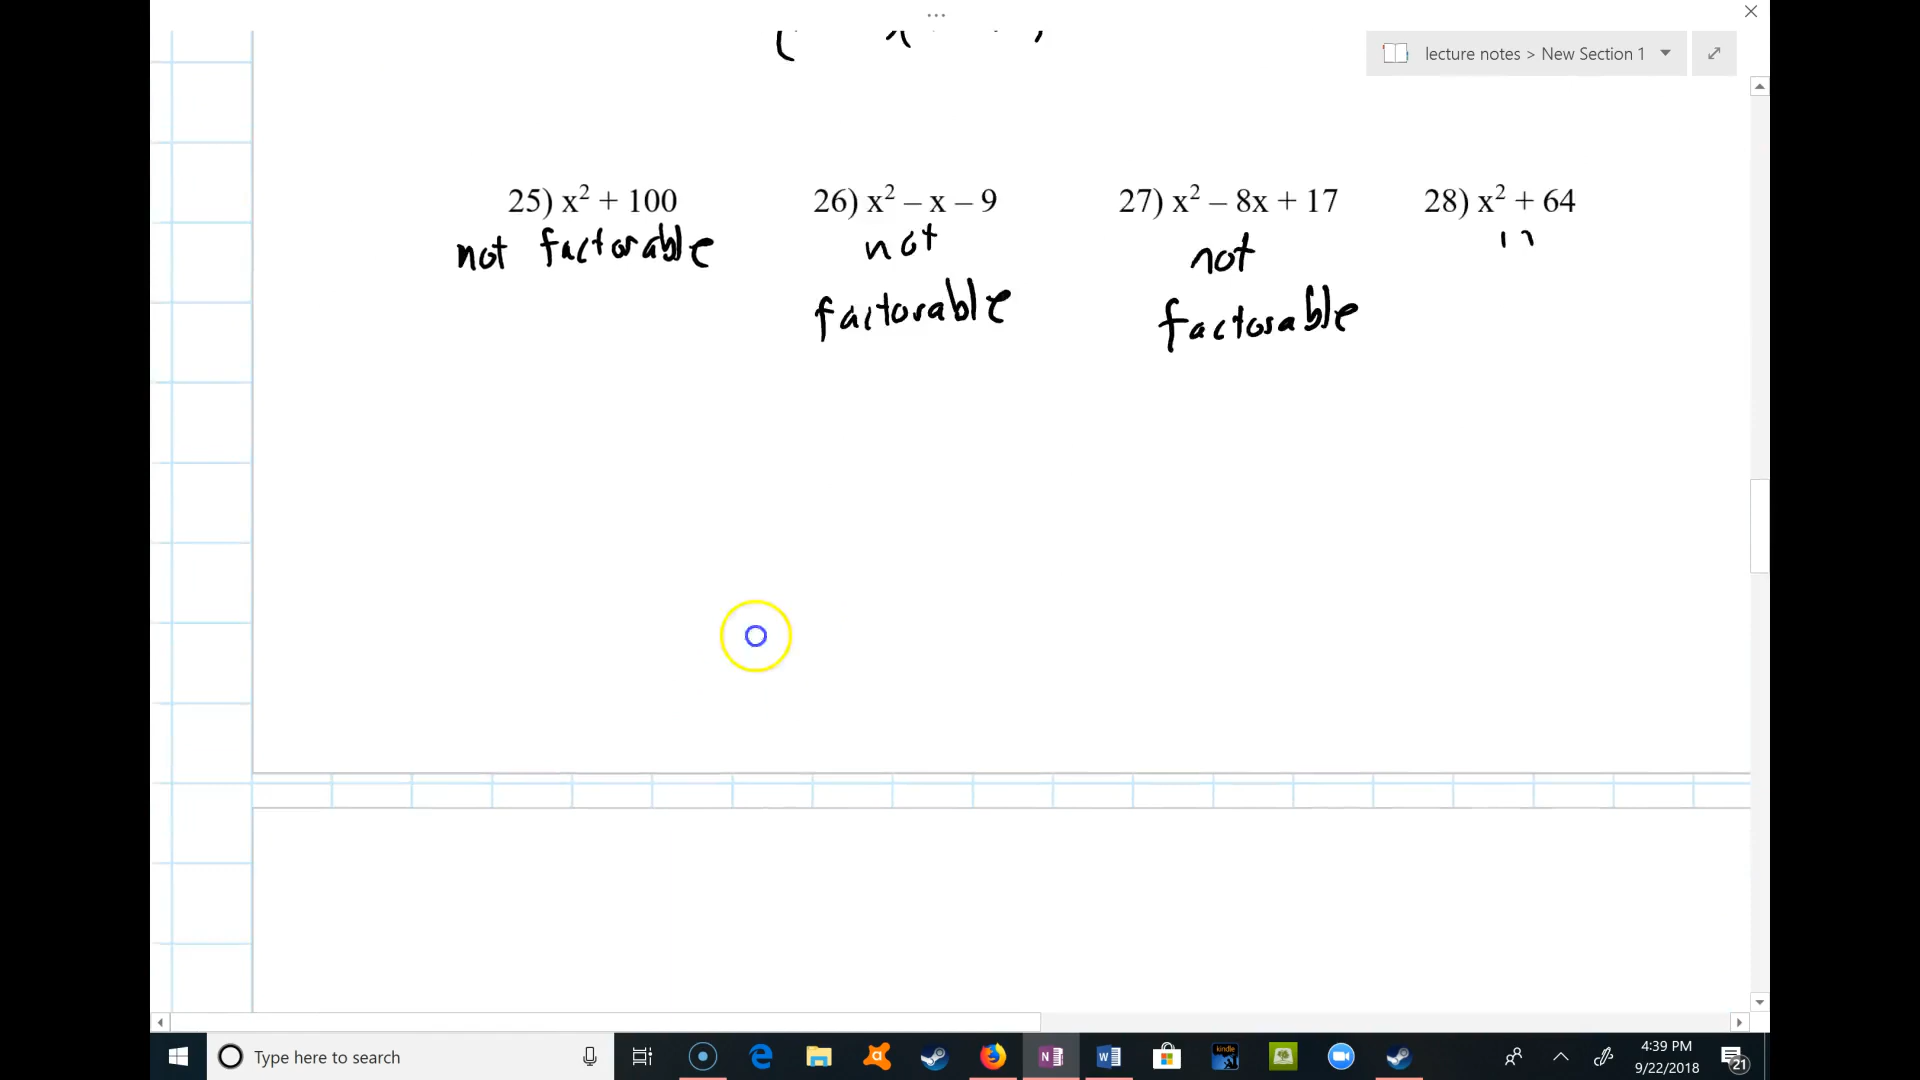 lecture notes > New Section 1
25) x² + 100 26) x² – x – 9 27) x² – 8x + 17 28) x² + 64
not factorable not not
factorable factorable
Type here to search
4:39 PM
9/22/2018
21